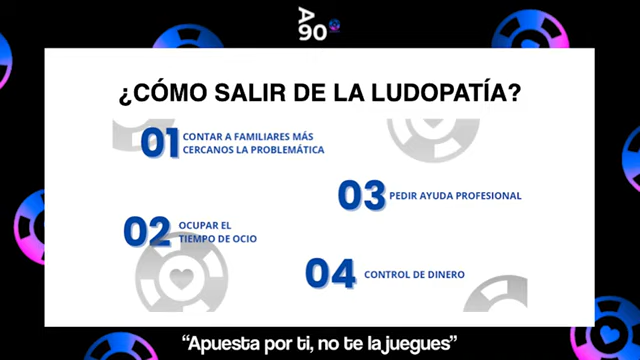 A
90
¿CÓMO SALIR DE LA LUDOPATÍA?
01 CONTAR A FAMILIARES MÁS
CERCANOS LA PROBLEMÁTICA
02 OCUPAR EL
TIEMPO DE OCIO
03 PEDIR AYUDA PROFESIONAL
04 CONTROL DE DINERO
“Apuesta por ti, no te la juegues”